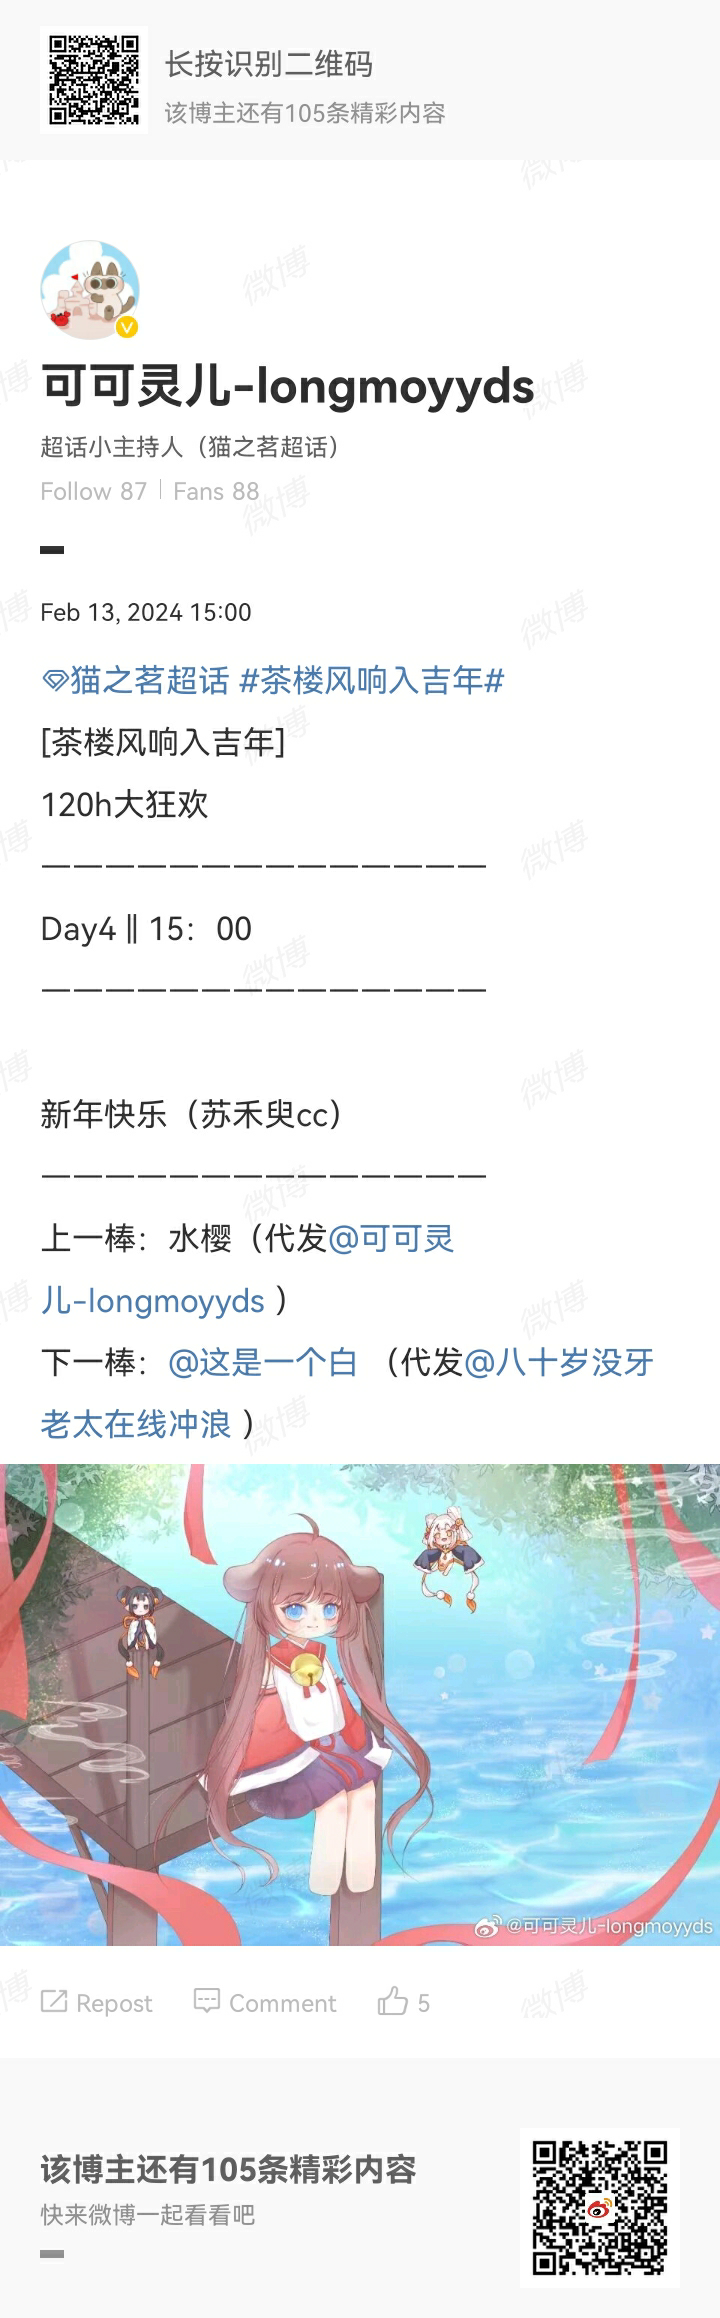 长按识别二维码
该博主还有105条精彩内容
可可灵儿-longmoyyds
超话小主持人（猫之茗超话）
Follow 87 | Fans 88
Feb 13, 2024 15:00
猫之茗超话 #茶楼风响入吉年#
[茶楼风响入吉年]
120h大狂欢
——————————————
Day4 ‖ 15：00
——————————————
新年快乐（苏禾臾cc）
——————————————
上一棒：水樱（代发@可可灵
儿-longmoyyds ）
下一棒：@这是一个白 （代发@八十岁没牙
老太在线冲浪 ）
@可可灵儿-longmoyyds
Repost Comment 5
该博主还有105条精彩内容
快来微博一起看看吧
微博